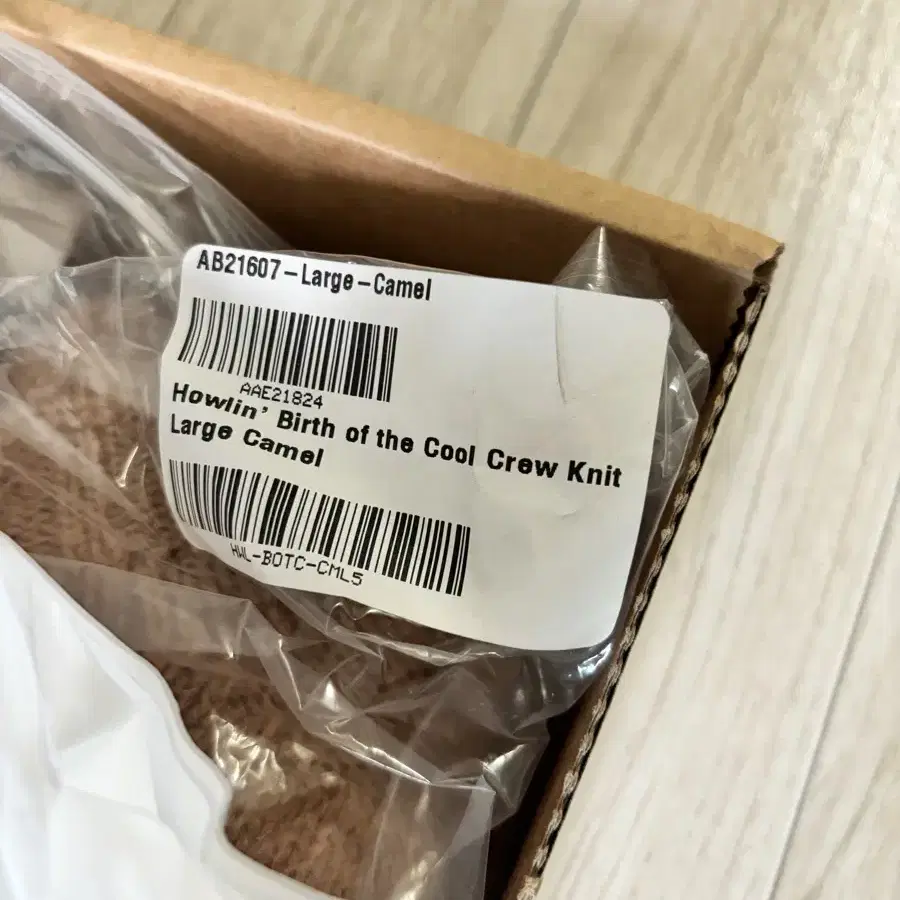 AB21607-Large-Camel
AAE21824
Howlin' Birth of the Cool Crew Knit
Large Camel
HWL-BOTC-CML5